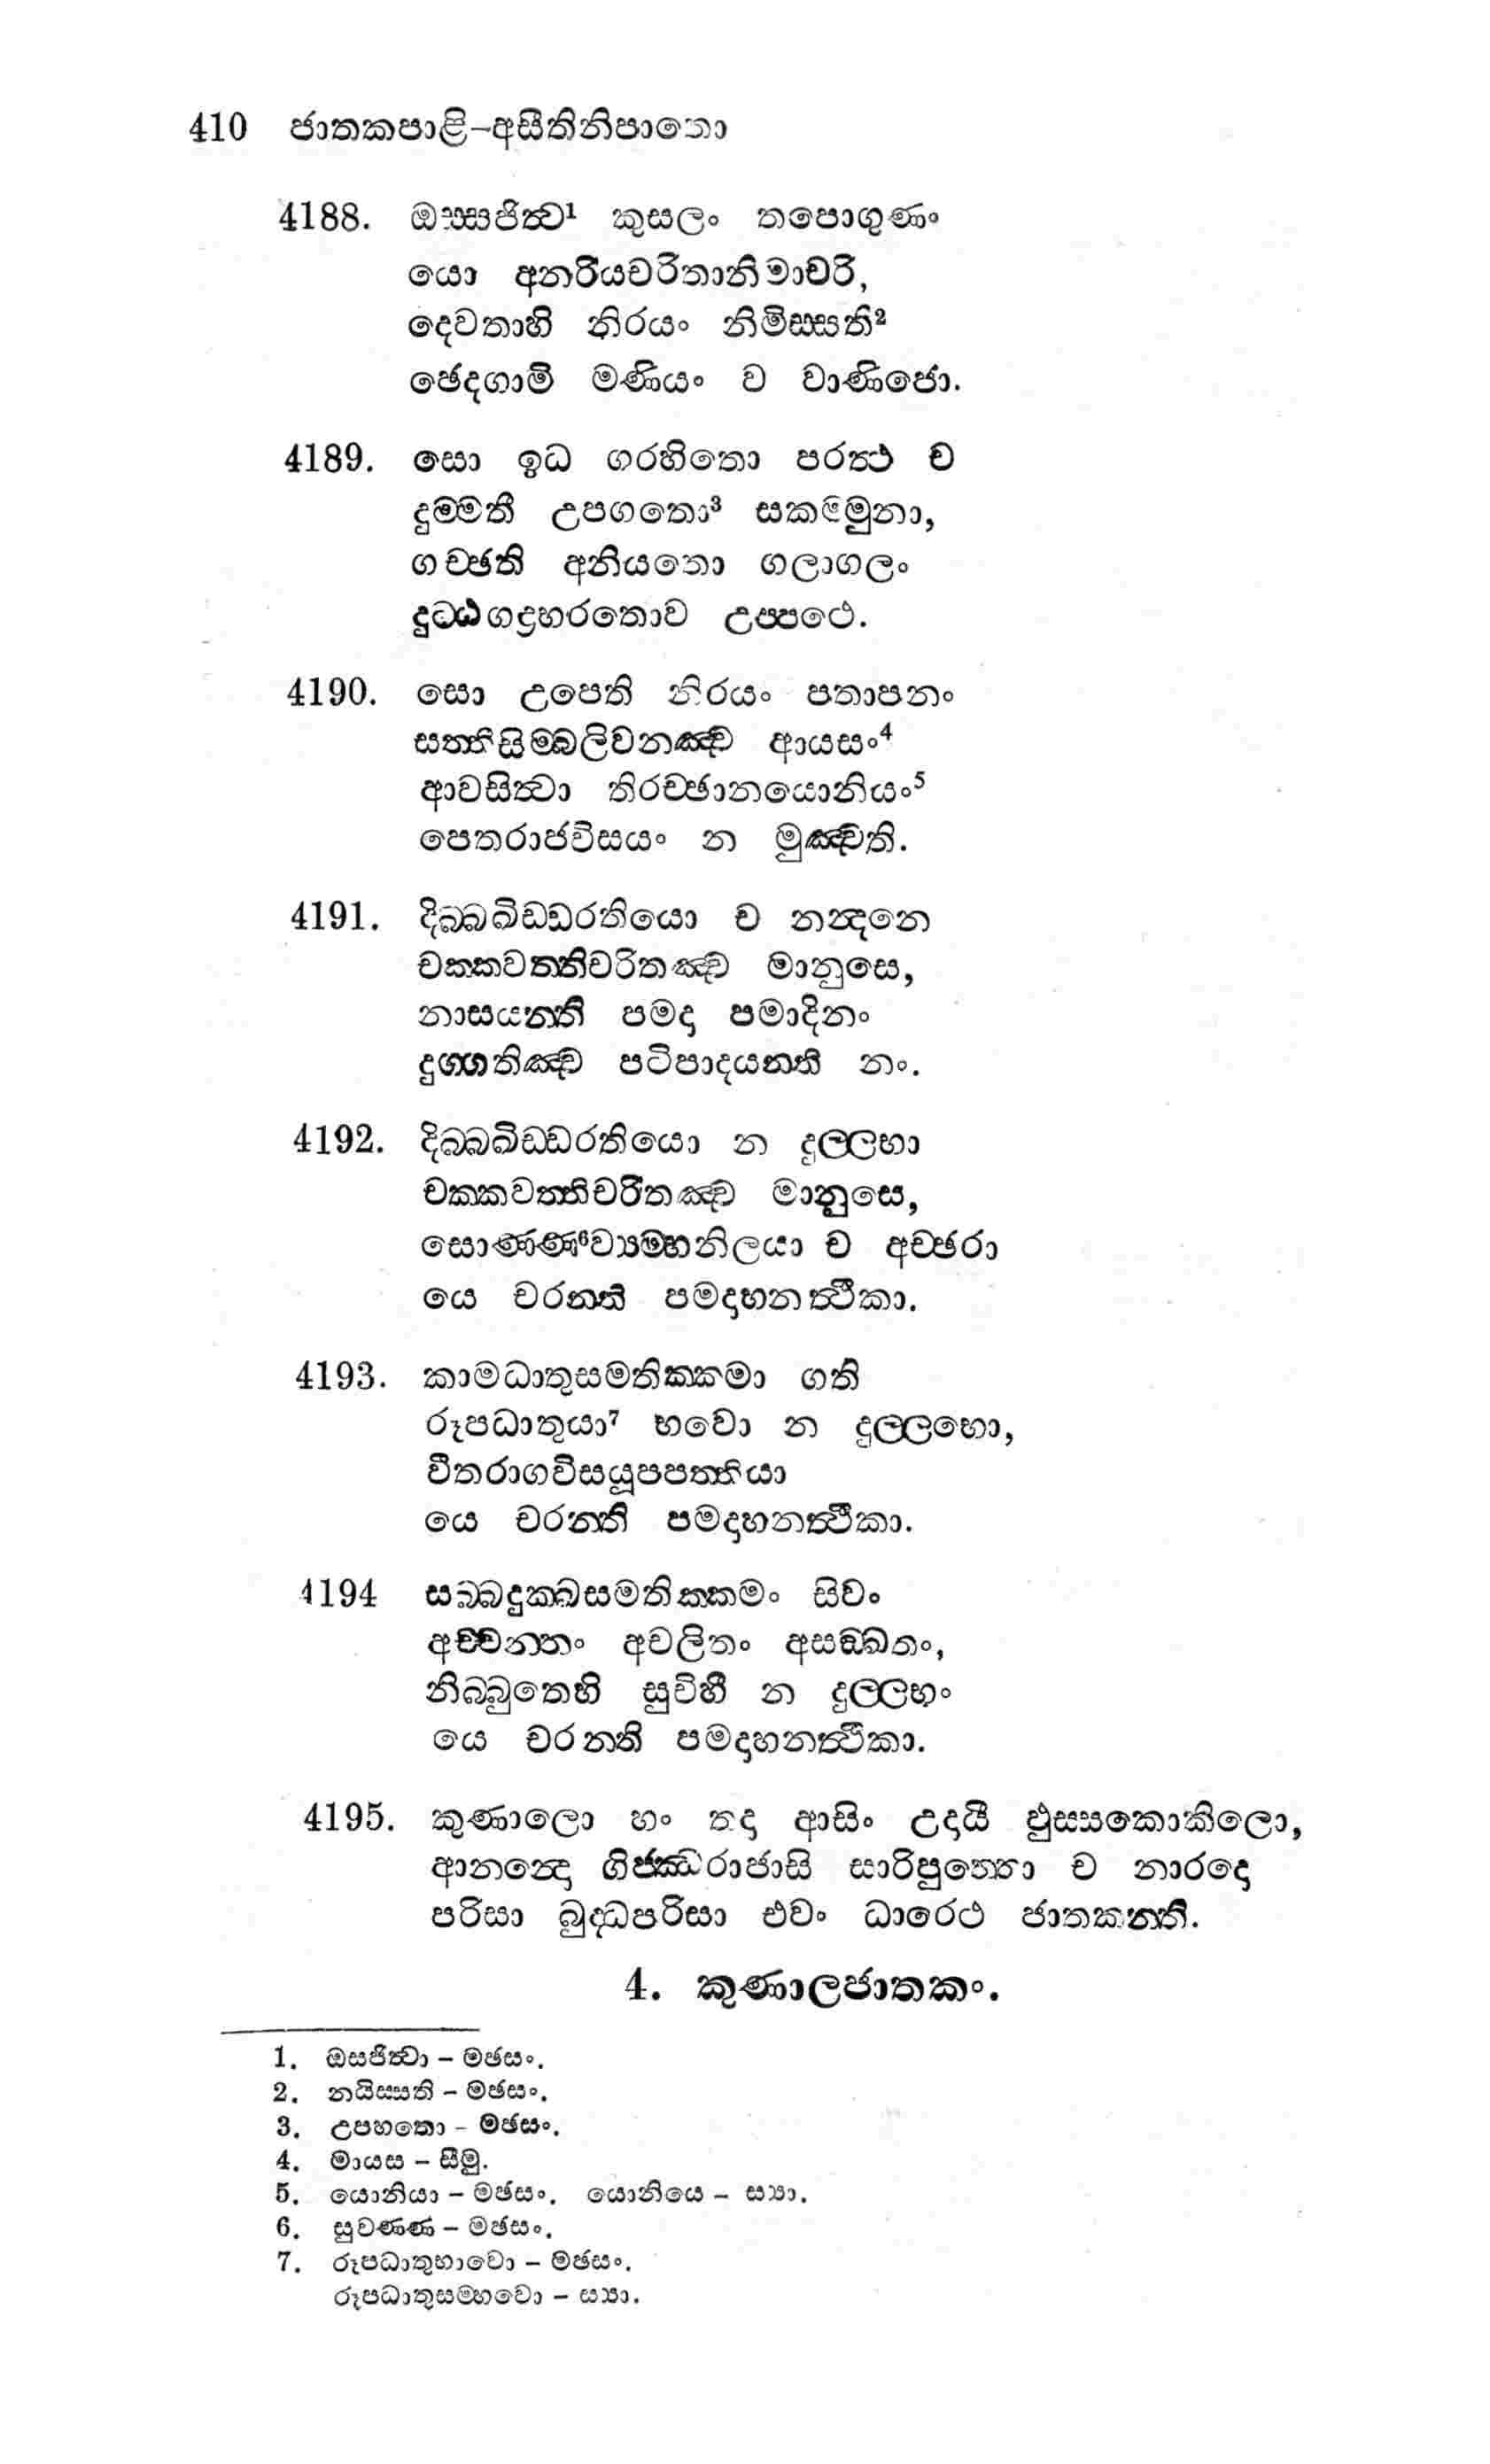 410 ජාතකපාළි-අසීතිනිපාතො
4188. ඔස්සජිත්ව¹ කුසලං තපොගුණං
යො අනරියචරිතානි මාචරි,
දෙවතාහි නිරයං නිමිස්සති²
ඡෙදගාමි මණියං ව වාණිජො.
4189. සො ඉධ ගරහිතො පරත්ථ ච
දුම්මතී උපගතො³ සකම්මුනා,
ගච්ඡති අනියතො ගලාගලං
දුට්ඨගද්‍රභරතොව උප්පථෙ.
4190. සො උපෙති නිරයං පතාපනං
සත්තිසිම්බලිවනඤ්ච ආයසං⁴
ආවසිත්වා තිරච්ඡානයොනියං⁵
පෙතරාජවිසයං න මුඤ්චති.
4191. දිබ්බඛිඩ්ඩරතියො ච නන්දනෙ
චක්කවත්තිචරිතඤ්ච මානුසෙ,
නාසයන්ති පමදා පමාදිනං
දුග්ගතිඤ්ච පටිපාදයන්ති නං.
4192. දිබ්බඛිඩ්ඩරතියො න දුල්ලභා
චක්කවත්තිචරිතඤ්ච මානුසෙ,
සොණ්ණ⁶ව්‍යම්හනිලයා ච අච්ඡරා
යෙ චරන්ති පමදාහනත්ථිකා.
4193. කාමධාතුසමතික්කමා ගති
රූපධාතුයා⁷ භවො න දුල්ලභො,
වීතරාගවිසයූපපත්තියා
යෙ චරන්ති පමදාහනත්ථිකා.
4194 සබ්බදුක්ඛසමතික්කමං සිවං
අච්චන්තං අචලිතං අසඞ්ඛතං,
නිබ්බුතෙහි සුචිහී න දුල්ලභං
යෙ චරන්ති පමදාහනත්ථිකා.
4195. කුණාලො හං තදා ආසිං උදායී ඵුස්සකොකිලො,
ආනන්දො ගිජ්ඣරාජාසි සාරිපුත්තො ච නාරදො
පරිසා බුද්ධපරිසා එවං ධාරෙථ ජාතකන්ති.
4. කුණාලජාතකං.
1. ඔසජිත්වා - මඡසං.
2. නයිස්සති - මඡසං.
3. උපහතො - මඡසං.
4. මායස - සීමු.
5. යොනියා - මඡසං. යොනියෙ - ස්‍යා.
6. සුවණ්ණ - මඡසං.
7. රූපධාතුභාවො - මඡසං.
රූපධාතුසම්භවො - ස්‍යා.